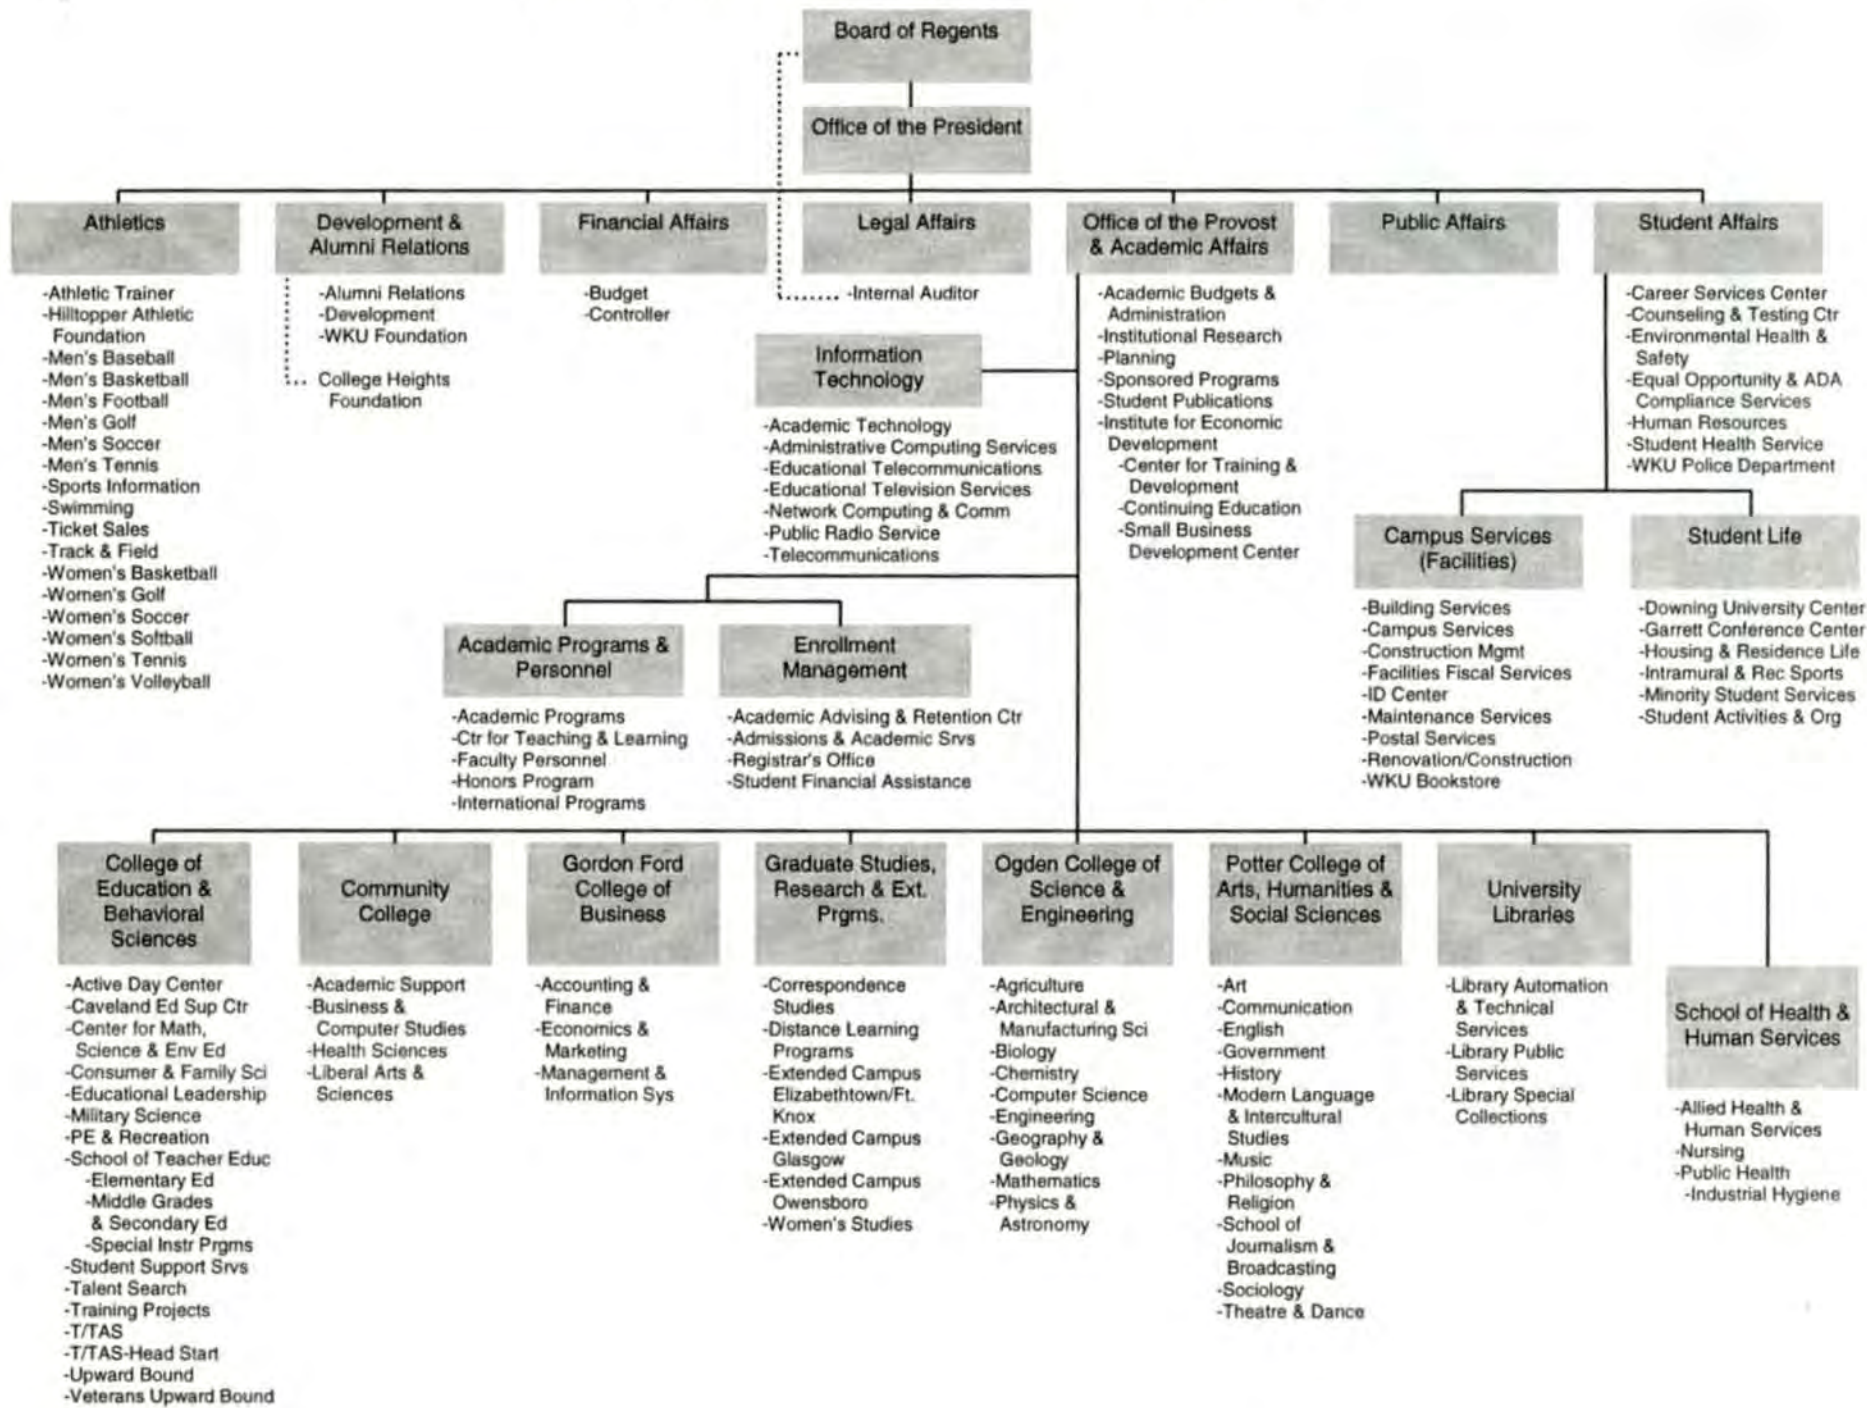 Board of Regents
Office of the President
Athletics
-Athletic Trainer
-Hilltopper Athletic
Foundation
-Men's Baseball
-Men's Basketball
-Men's Football
-Men's Golf
-Men's Soccer
-Men's Tennis
-Sports Information
-Swimming
-Ticket Sales
-Track & Field
-Women's Basketball
-Women's Golf
-Women's Soccer
-Women's Softball
-Women's Tennis
-Women's Volleyball
Development &
Alumni Relations
-Alumni Relations
-Development
-WKU Foundation
College Heights
Foundation
Financial Affairs
-Budget
-Controller
Legal Affairs
-Internal Auditor
Office of the Provost
& Academic Affairs
-Academic Budgets &
Administration
-Institutional Research
-Planning
-Sponsored Programs
-Student Publications
-Institute for Economic
Development
-Center for Training &
Development
-Continuing Education
-Small Business
Development Center
Public Affairs
Student Affairs
-Career Services Center
-Counseling & Testing Ctr
-Environmental Health &
Safety
-Equal Opportunity & ADA
Compliance Services
-Human Resources
-Student Health Service
-WKU Police Department
Information
Technology
-Academic Technology
-Administrative Computing Services
-Educational Telecommunications
-Educational Television Services
-Network Computing & Comm
-Public Radio Service
-Telecommunications
Campus Services
(Facilities)
-Building Services
-Campus Services
-Construction Mgmt
-Facilities Fiscal Services
-ID Center
-Maintenance Services
-Postal Services
-Renovation/Construction
-WKU Bookstore
Student Life
-Downing University Center
-Garrett Conference Center
-Housing & Residence Life
-Intramural & Rec Sports
-Minority Student Services
-Student Activities & Org
Academic Programs &
Personnel
-Academic Programs
-Ctr for Teaching & Learning
-Faculty Personnel
-Honors Program
-International Programs
Enrollment
Management
-Academic Advising & Retention Ctr
-Admissions & Academic Srvs
-Registrar's Office
-Student Financial Assistance
College of
Education &
Behavioral
Sciences
-Active Day Center
-Caveland Ed Sup Ctr
-Center for Math,
Science & Env Ed
-Consumer & Family Sci
-Educational Leadership
-Military Science
-PE & Recreation
-School of Teacher Educ
-Elementary Ed
-Middle Grades
& Secondary Ed
-Special Instr Prgms
-Student Support Srvs
-Talent Search
-Training Projects
-T/TAS
-T/TAS-Head Start
-Upward Bound
-Veterans Upward Bound
Community
College
-Academic Support
-Business &
Computer Studies
-Health Sciences
-Liberal Arts &
Sciences
Gordon Ford
College of
Business
-Accounting &
Finance
-Economics &
Marketing
-Management &
Information Sys
Graduate Studies,
Research & Ext.
Prgms.
-Correspondence
Studies
-Distance Learning
Programs
-Extended Campus
Elizabethtown/Ft.
Knox
-Extended Campus
Glasgow
-Extended Campus
Owensboro
-Women's Studies
Ogden College of
Science &
Engineering
-Agriculture
-Architectural &
Manufacturing Sci
-Biology
-Chemistry
-Computer Science
-Engineering
-Geography &
Geology
-Mathematics
-Physics &
Astronomy
Potter College of
Arts, Humanities &
Social Sciences
-Art
-Communication
-English
-Government
-History
-Modern Language
& Intercultural
Studies
-Music
-Philosophy &
Religion
-School of
Journalism &
Broadcasting
-Sociology
-Theatre & Dance
University
Libraries
-Library Automation
& Technical
Services
-Library Public
Services
-Library Special
Collections
School of Health &
Human Services
-Allied Health &
Human Services
-Nursing
-Public Health
-Industrial Hygiene